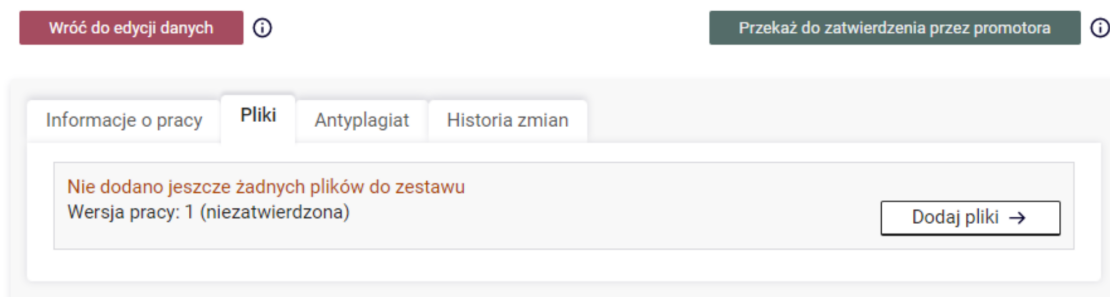 Wróć do edycji danych
Przekaż do zatwierdzenia przez promotora
Informacje o pracy
Pliki
Antyplagiat
Historia zmian
Nie dodano jeszcze żadnych plików do zestawu
Wersja pracy: 1 (niezatwierdzona)
Dodaj pliki →